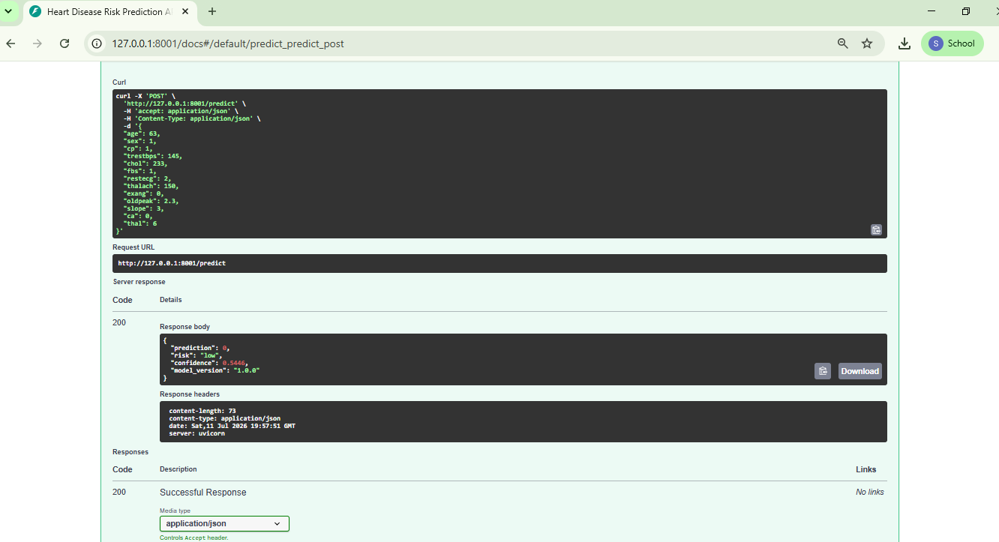 Heart Disease Risk Prediction A
127.0.0.1:8001/docs#/default/predict_predict_post
S School
Curl
curl -X 'POST' \
  'http://127.0.0.1:8001/predict' \
  -H 'accept: application/json' \
  -H 'Content-Type: application/json' \
  -d '{
  "age": 63,
  "sex": 1,
  "cp": 1,
  "trestbps": 145,
  "chol": 233,
  "fbs": 1,
  "restecg": 2,
  "thalach": 150,
  "exang": 0,
  "oldpeak": 2.3,
  "slope": 3,
  "ca": 0,
  "thal": 6
}'
Request URL
http://127.0.0.1:8001/predict
Server response
Code Details
200
Response body
{
  "prediction": 0,
  "risk": "low",
  "confidence": 0.5446,
  "model_version": "1.0.0"
}
Download
Response headers
content-length: 73
content-type: application/json
date: Sat,11 Jul 2026 19:57:51 GMT
server: uvicorn
Responses
Code Description Links
200 Successful Response No links
Media type
application/json
Controls Accept header.